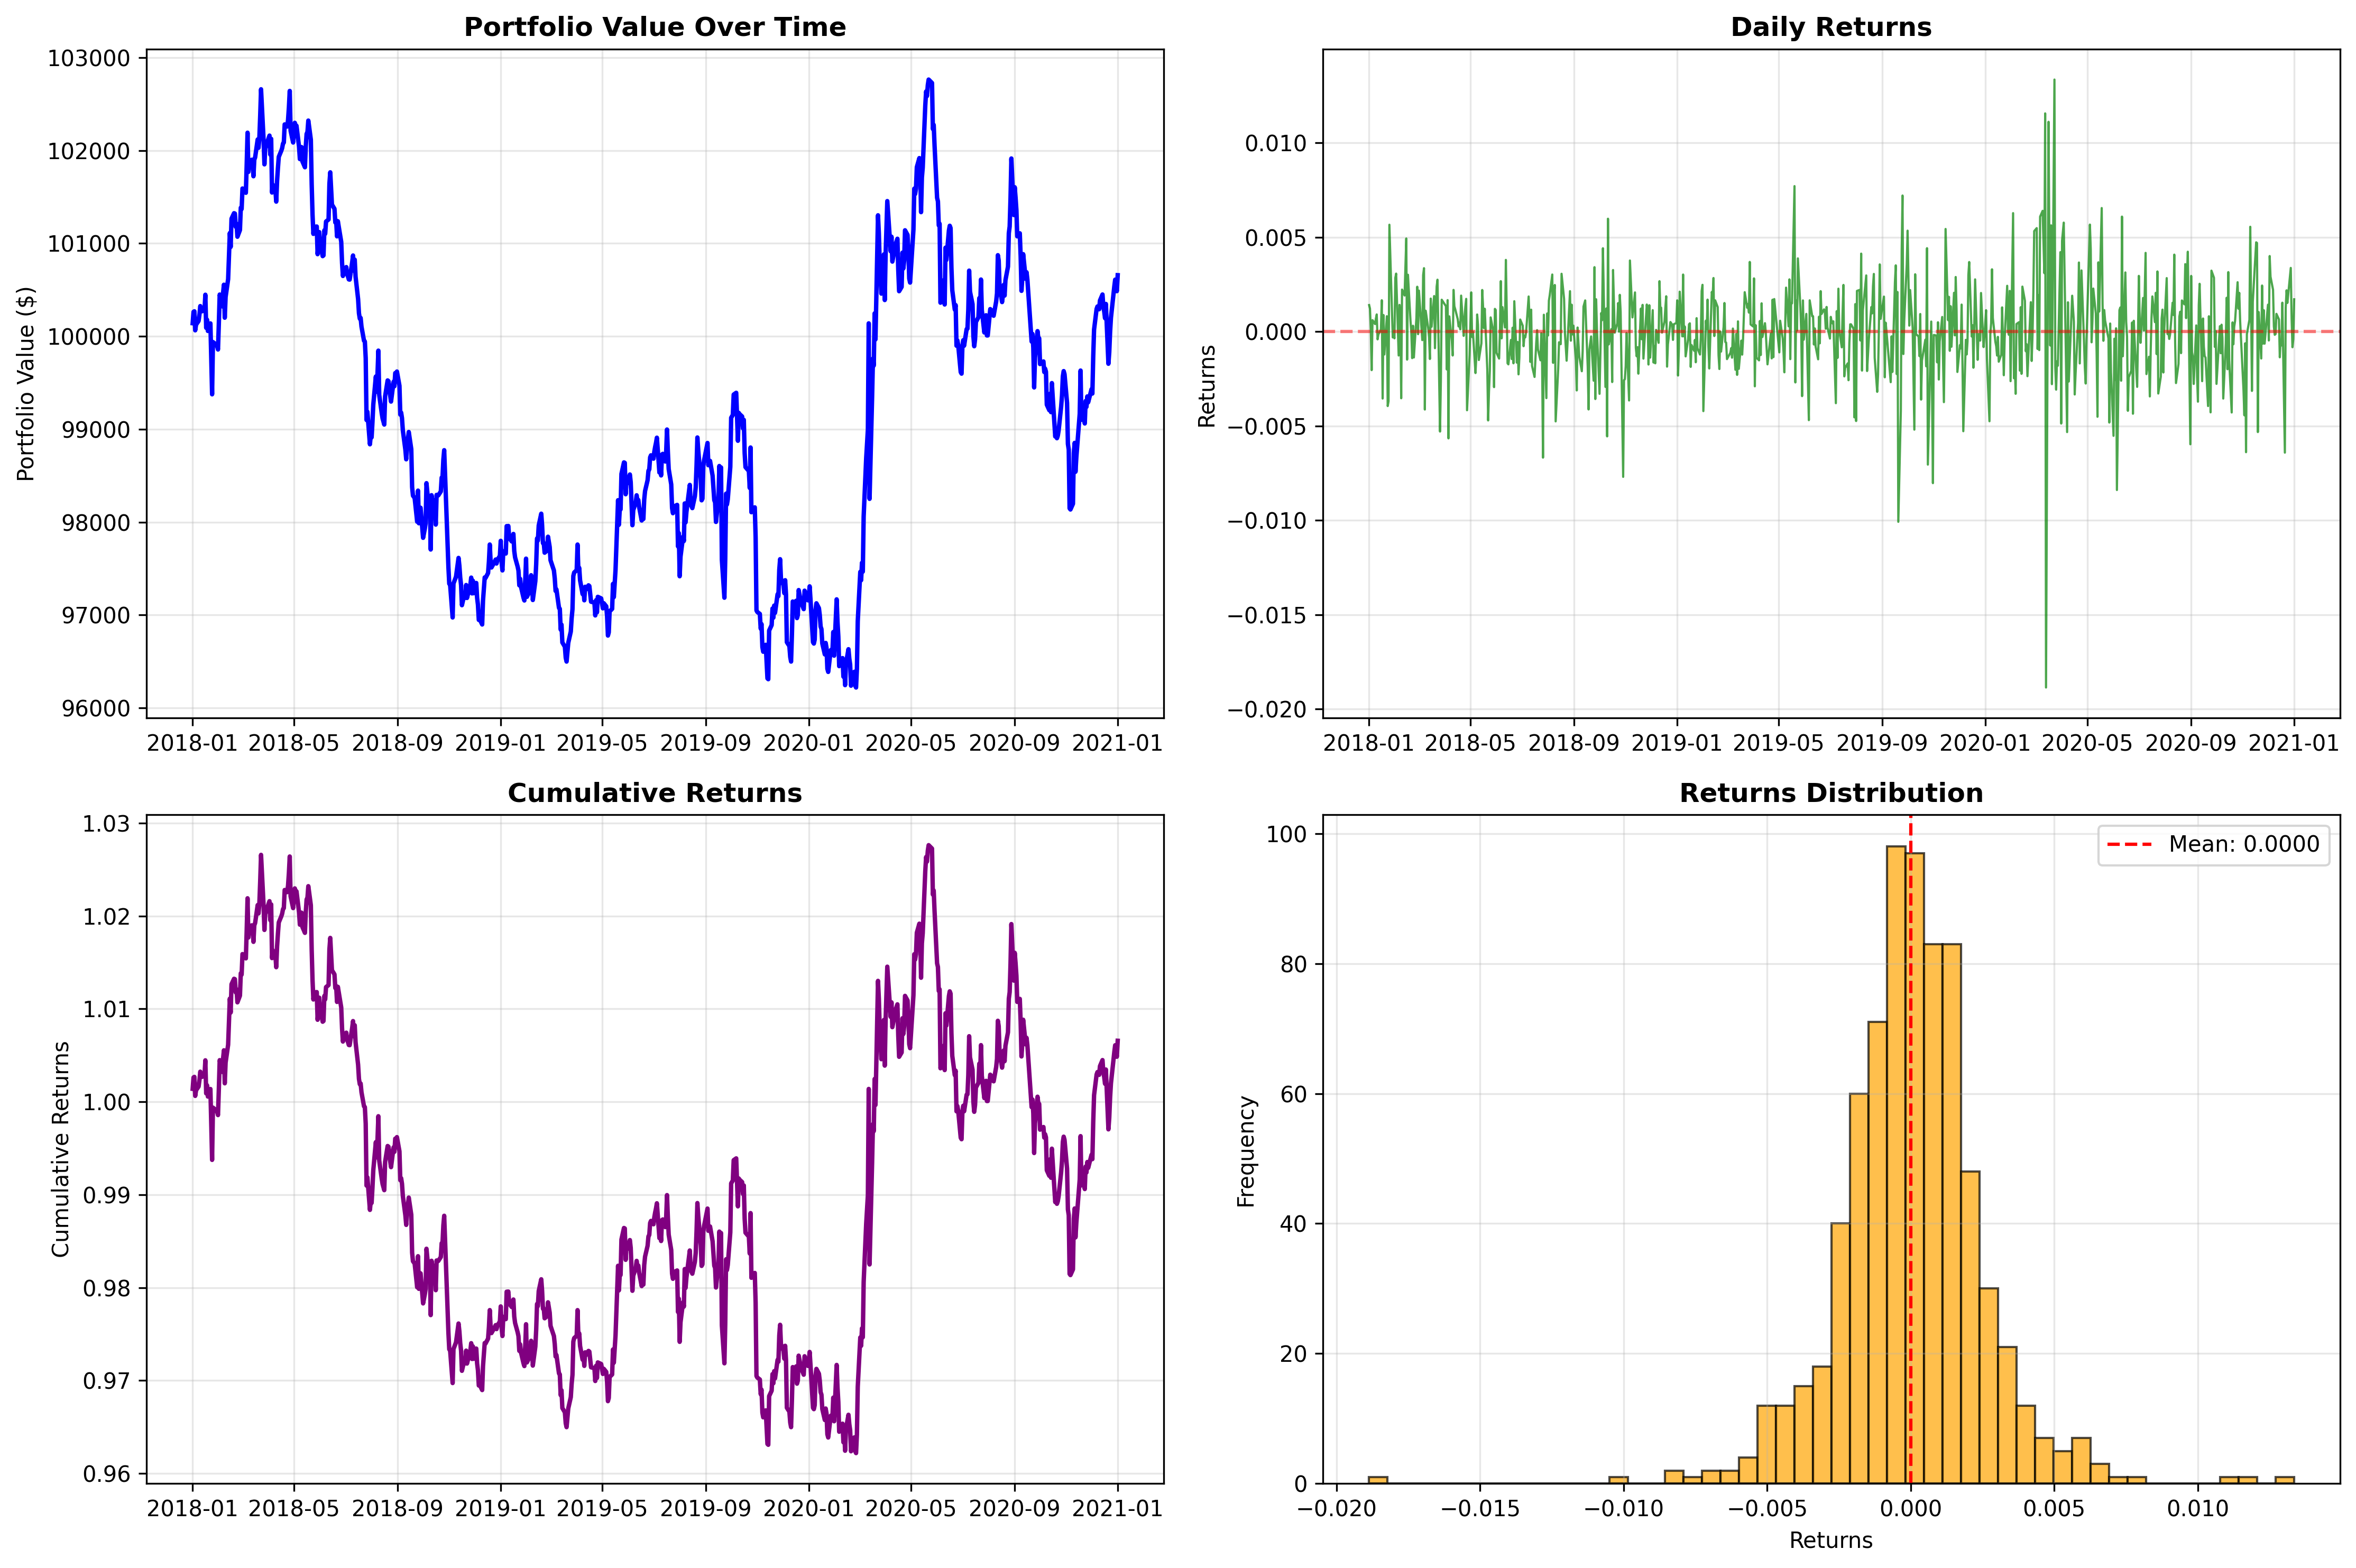 Portfolio Value Over Time
Portfolio Value ($)
103000
102000
101000
100000
99000
98000
97000
96000
2018-01 2018-05 2018-09 2019-01 2019-05 2019-09 2020-01 2020-05 2020-09 2021-01
Daily Returns
Returns
0.010
0.005
0.000
−0.005
−0.010
−0.015
−0.020
2018-01 2018-05 2018-09 2019-01 2019-05 2019-09 2020-01 2020-05 2020-09 2021-01
Cumulative Returns
Cumulative Returns
1.03
1.02
1.01
1.00
0.99
0.98
0.97
0.96
2018-01 2018-05 2018-09 2019-01 2019-05 2019-09 2020-01 2020-05 2020-09 2021-01
Returns Distribution
Mean: 0.0000
Frequency
100
80
60
40
20
0
−0.020 −0.015 −0.010 −0.005 0.000 0.005 0.010
Returns